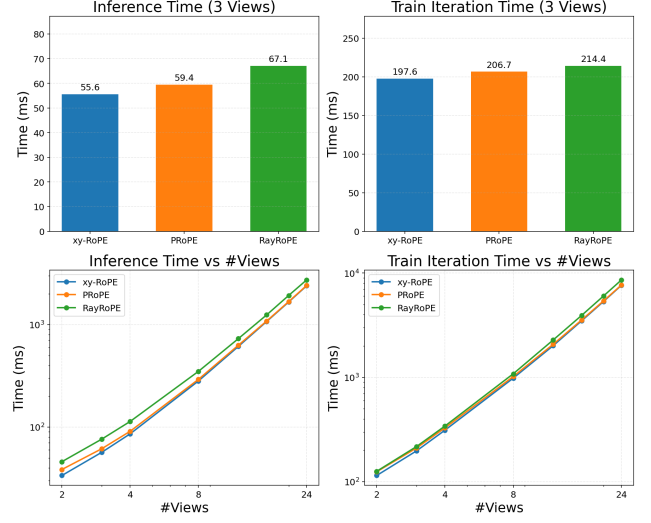 Inference Time (3 Views)
Time (ms)
80
70
60
50
40
30
20
10
0
55.6
59.4
67.1
xy-RoPE
PRoPE
RayRoPE
Train Iteration Time (3 Views)
Time (ms)
250
200
150
100
50
0
197.6
206.7
214.4
xy-RoPE
PRoPE
RayRoPE
Inference Time vs #Views
Time (ms)
10³
10²
xy-RoPE
PRoPE
RayRoPE
2
4
8
24
#Views
Train Iteration Time vs #Views
Time (ms)
10⁴
10³
10²
xy-RoPE
PRoPE
RayRoPE
2
4
8
24
#Views